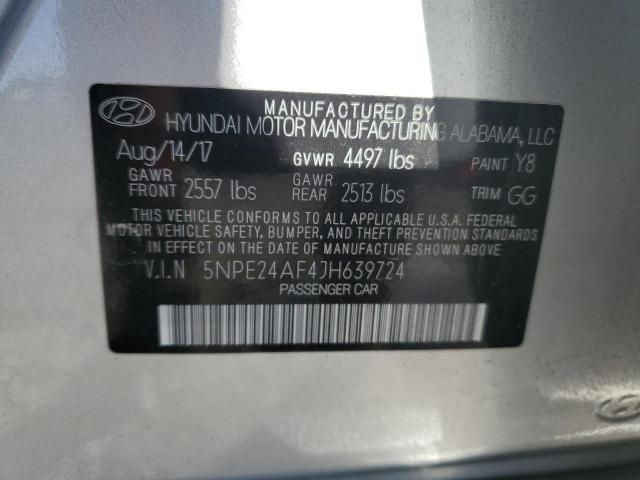 MANUFACTURED BY
HYUNDAI MOTOR MANUFACTURING ALABAMA, LLC
Aug/14/17 GVWR 4497 lbs PAINT Y8
GAWR FRONT 2557 lbs GAWR REAR 2513 lbs TRIM GG
THIS VEHICLE CONFORMS TO ALL APPLICABLE U.S.A. FEDERAL
MOTOR VEHICLE SAFETY, BUMPER, AND THEFT PREVENTION STANDARDS
IN EFFECT ON THE DATE OF MANUFACTURE SHOWN ABOVE.
V.I.N 5NPE24AF4JH639724
PASSENGER CAR